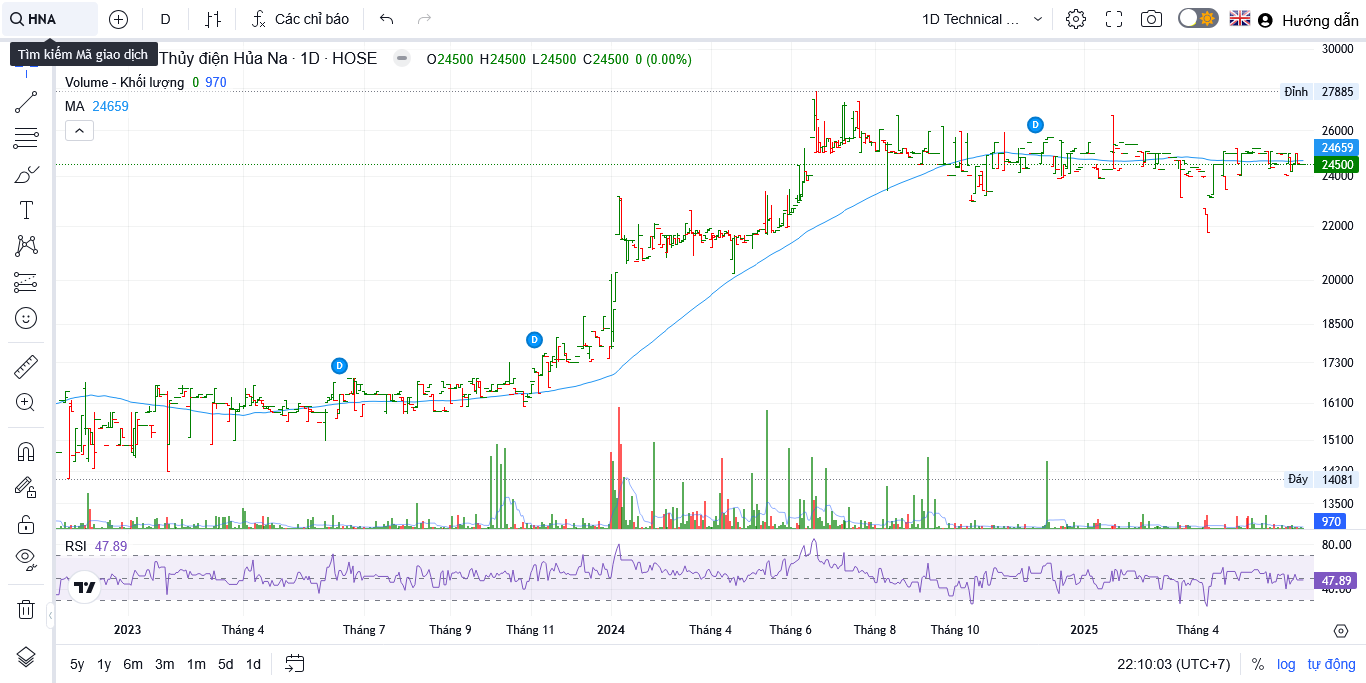 HNA D Các chỉ báo 1D Technical ... Hướng dẫn
Tìm kiếm Mã giao dịch
Thủy điện Hủa Na · 1D · HOSE O24500 H24500 L24500 C24500 0 (0.00%)
Volume - Khối lượng 0 970
MA 24659
30000
Đỉnh 27885
26000
24659
24500
24000
22000
20000
18500
17300
16100
15100
14200
Đáy 14081
13500
970
D
D
D
RSI 47.89
80.00
47.89
40.00
2023 Tháng 4 Tháng 7 Tháng 9 Tháng 11 2024 Tháng 4 Tháng 6 Tháng 8 Tháng 10 2025 Tháng 4
5y 1y 6m 3m 1m 5d 1d 22:10:03 (UTC+7) % log tự động